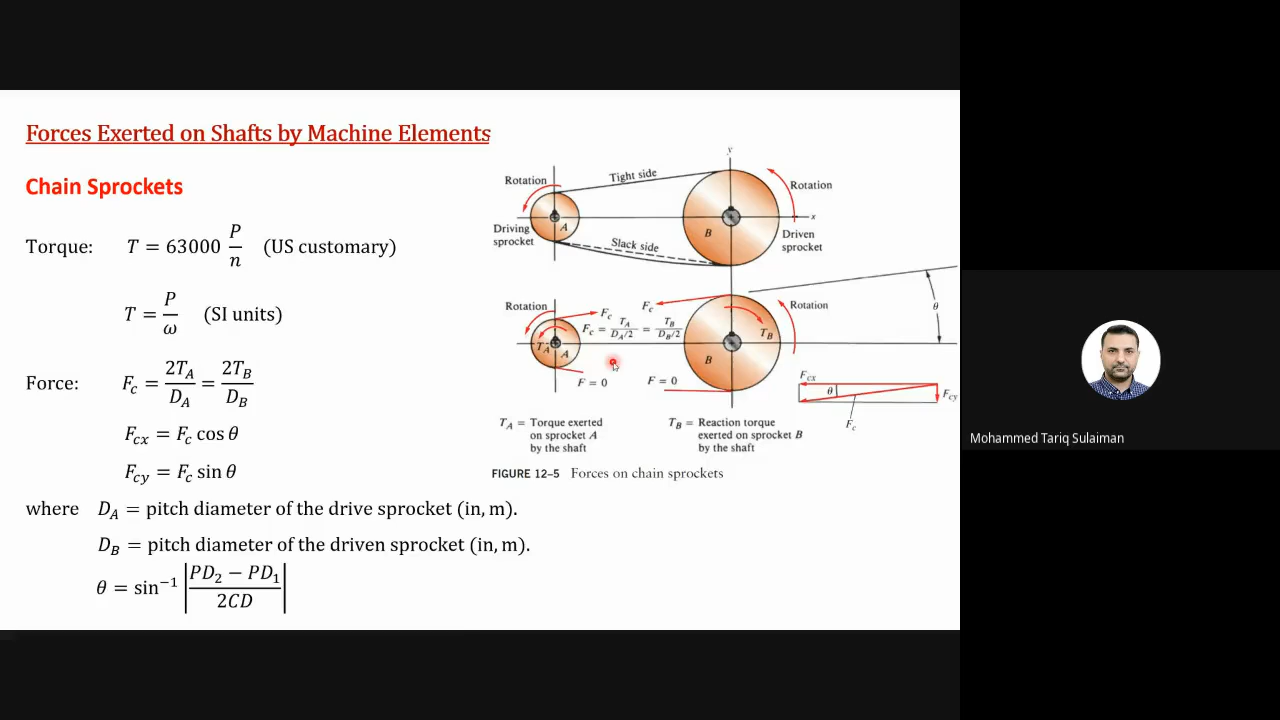 Forces Exerted on Shafts by Machine Elements
Chain Sprockets
Torque: T = 63000 P/n (US customary)
T = P/ω (SI units)
Force: F_c = 2T_A/D_A = 2T_B/D_B
F_cx = F_c cos θ
F_cy = F_c sin θ
where D_A = pitch diameter of the drive sprocket (in, m).
D_B = pitch diameter of the driven sprocket (in, m).
θ = sin⁻¹ |PD₂ − PD₁ / 2CD|
y
Rotation
Tight side
Rotation
A
x
Driving
sprocket
B
Driven
sprocket
Slack side
Rotation
F_c
F_c
Rotation
θ
F_c = T_A/(D_A/2) = T_B/(D_B/2)
T_B
T_A
A
B
F = 0
F = 0
F_cx
θ
F_cy
F_c
T_A = Torque exerted
on sprocket A
by the shaft
T_B = Reaction torque
exerted on sprocket B
by the shaft
FIGURE 12–5 Forces on chain sprockets
Mohammed Tariq Sulaiman